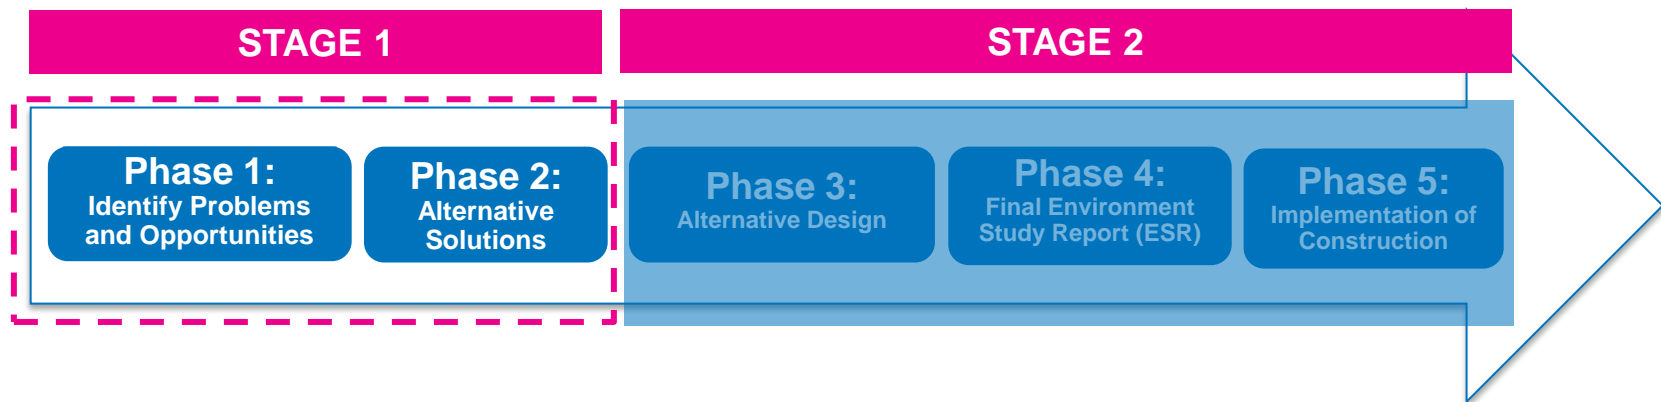 STAGE 1
STAGE 2
Phase 1:
Identify Problems
and Opportunities
Phase 2:
Alternative
Solutions
Phase 3:
Alternative Design
Phase 4:
Final Environment
Study Report (ESR)
Phase 5:
Implementation of
Construction